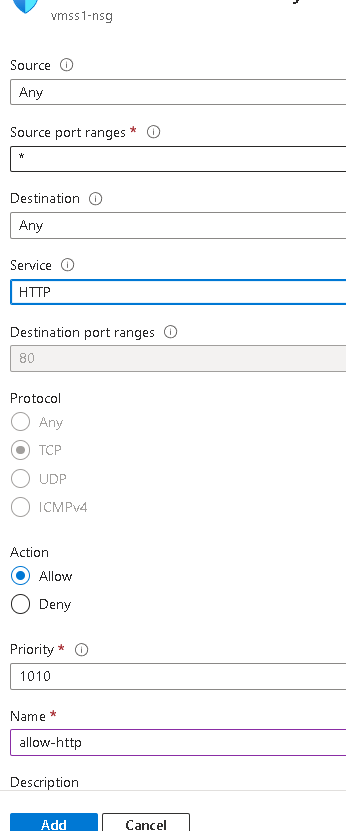 vmss1-nsg
Source
Any
Source port ranges *
*
Destination
Any
Service
HTTP
Destination port ranges
80
Protocol
Any
TCP
UDP
ICMPv4
Action
Allow
Deny
Priority *
1010
Name *
allow-http
Description
Add Cancel